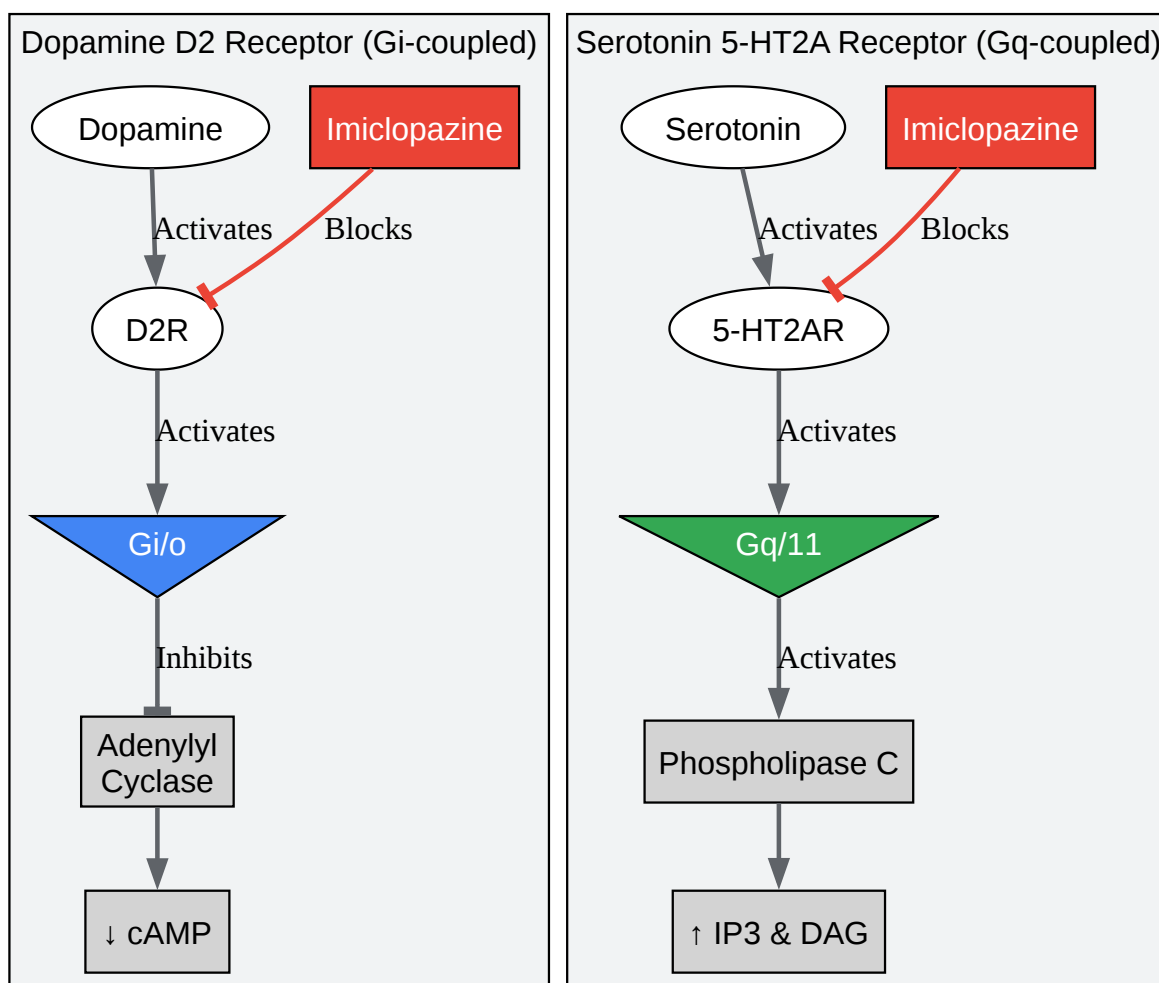 Dopamine D2 Receptor (Gi-coupled)
Dopamine
Imiclopazine
Activates
Blocks
D2R
Activates
Gi/o
Inhibits
Adenylyl
Cyclase
↓ cAMP
Serotonin 5-HT2A Receptor (Gq-coupled)
Serotonin
Imiclopazine
Activates
Blocks
5-HT2AR
Activates
Gq/11
Activates
Phospholipase C
↑ IP3 & DAG